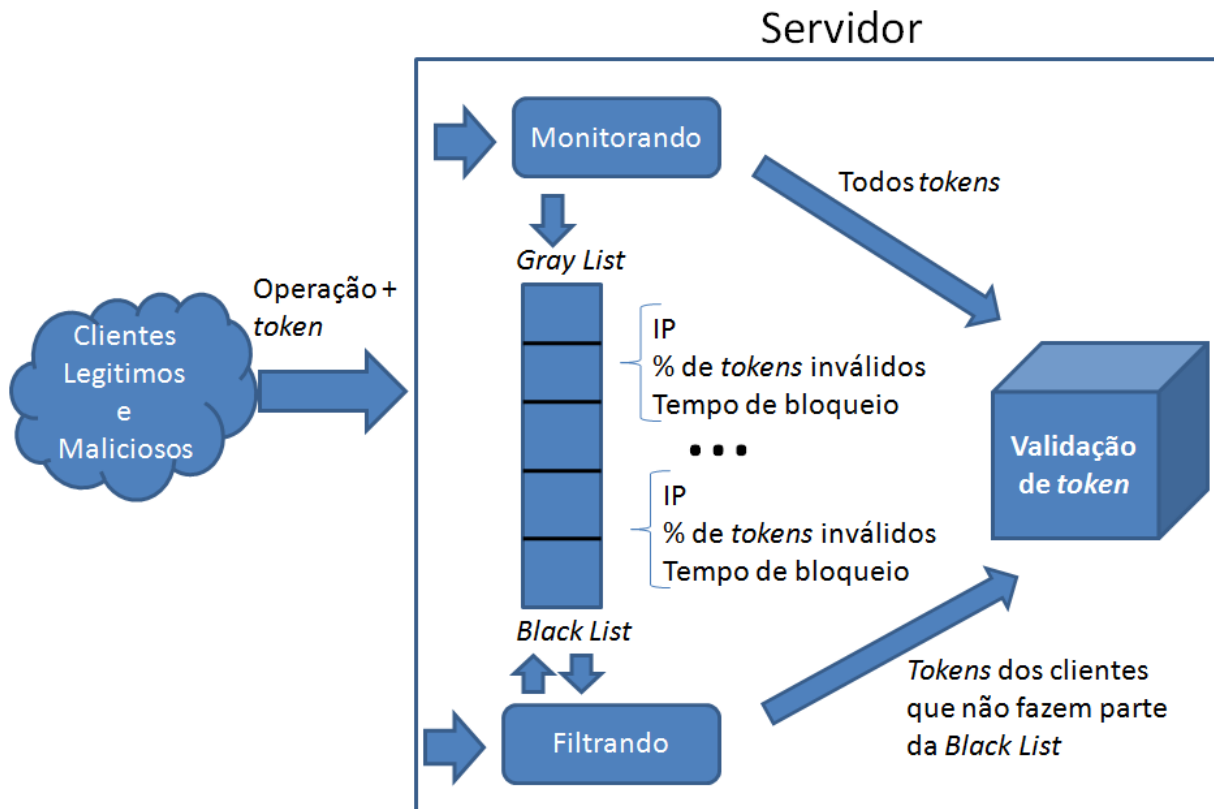 Servidor
Monitorando
Todos tokens
Gray List
Operação +
token
IP
% de tokens inválidos
Tempo de bloqueio
...
Clientes
Legitimos
e
Maliciosos
IP
% de tokens inválidos
Tempo de bloqueio
Validação
de token
Black List
Filtrando
Tokens dos clientes
que não fazem parte
da Black List